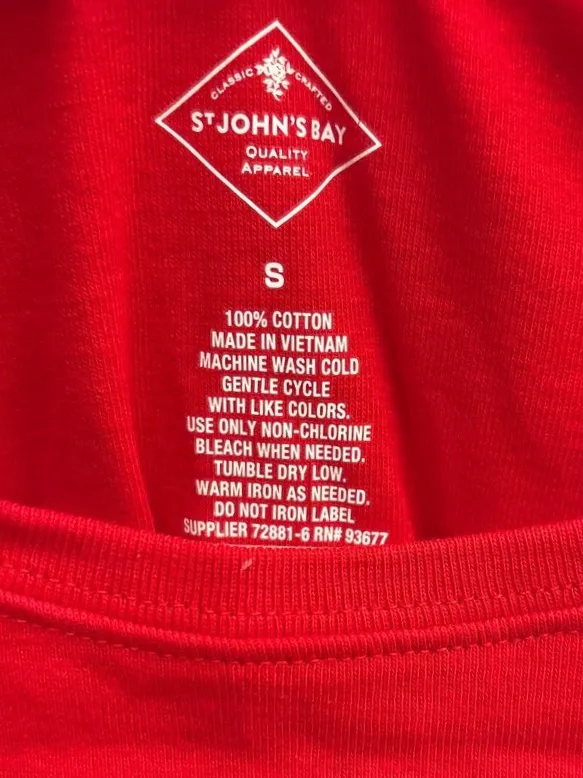 CLASSIC CRAFTED
ST JOHN'S BAY
QUALITY
APPAREL
S
100% COTTON
MADE IN VIETNAM
MACHINE WASH COLD
GENTLE CYCLE
WITH LIKE COLORS.
USE ONLY NON-CHLORINE
BLEACH WHEN NEEDED.
TUMBLE DRY LOW.
WARM IRON AS NEEDED.
DO NOT IRON LABEL
SUPPLIER 72881-6 RN# 93677